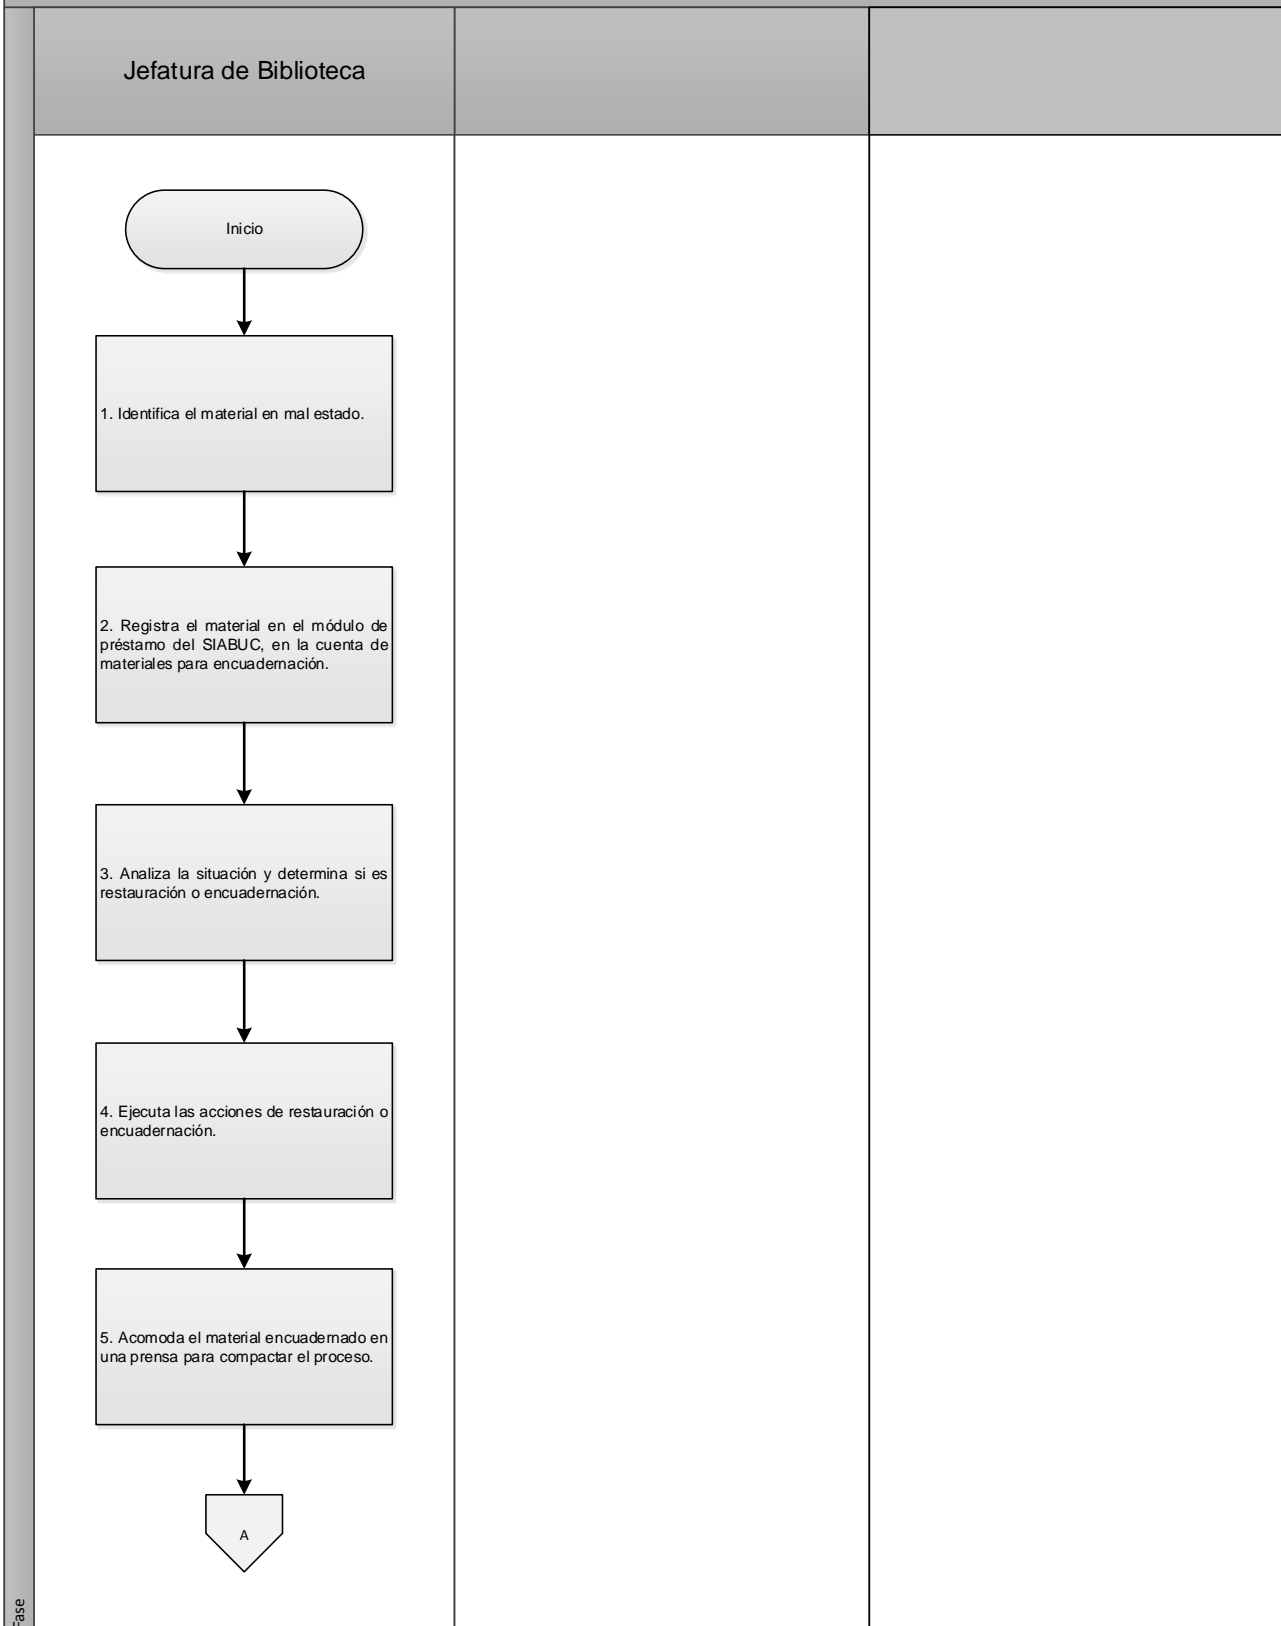 Jefatura de Biblioteca
Inicio
1. Identifica el material en mal estado.
2. Registra el material en el módulo de
préstamo del SIABUC, en la cuenta de
materiales para encuadernación.
3. Analiza la situación y determina si es
restauración o encuadernación.
4. Ejecuta las acciones de restauración o
encuadernación.
5. Acomoda el material encuadernado en
una prensa para compactar el proceso.
A
Fase